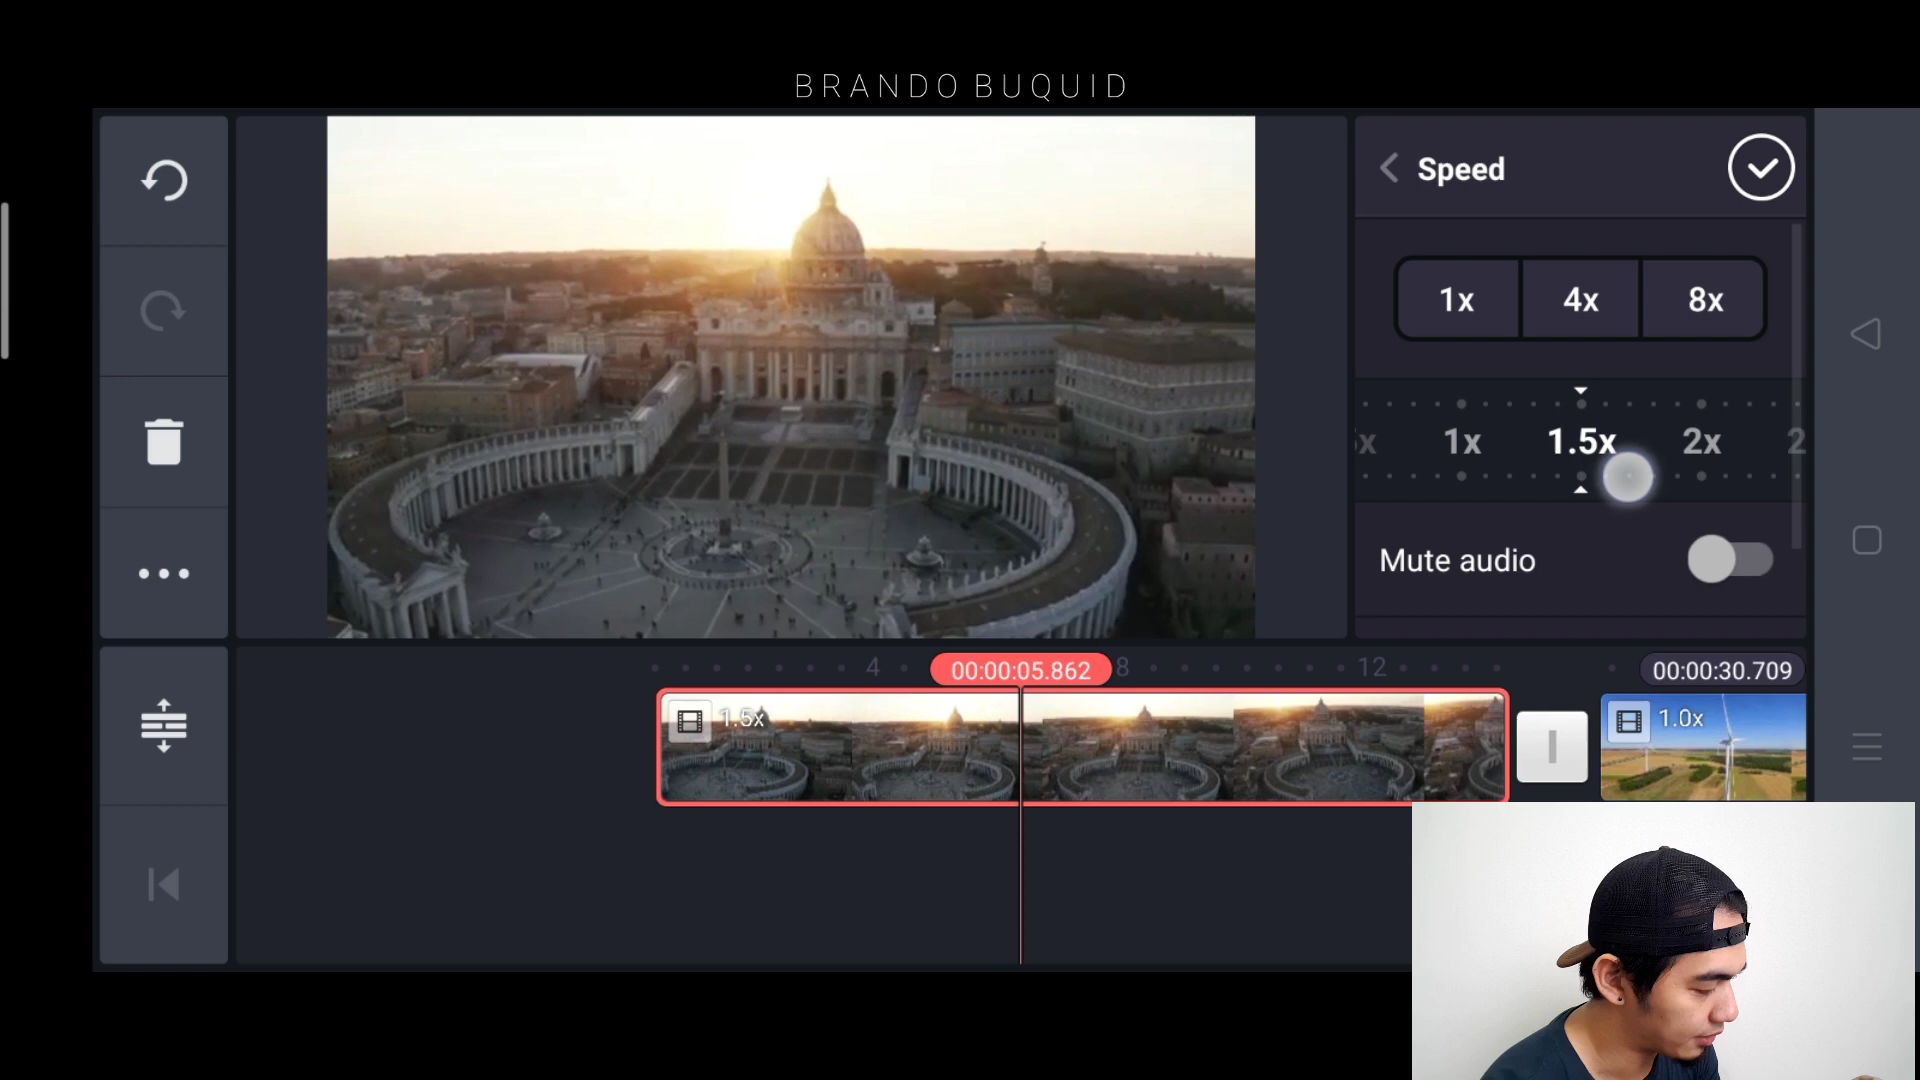 BRANDO BUQUID
Speed
1x 4x 8x
x 1x 1.5x 2x 2
Mute audio
4 00:00:05.862 8 12 00:00:30.709
1.5x 1.0x